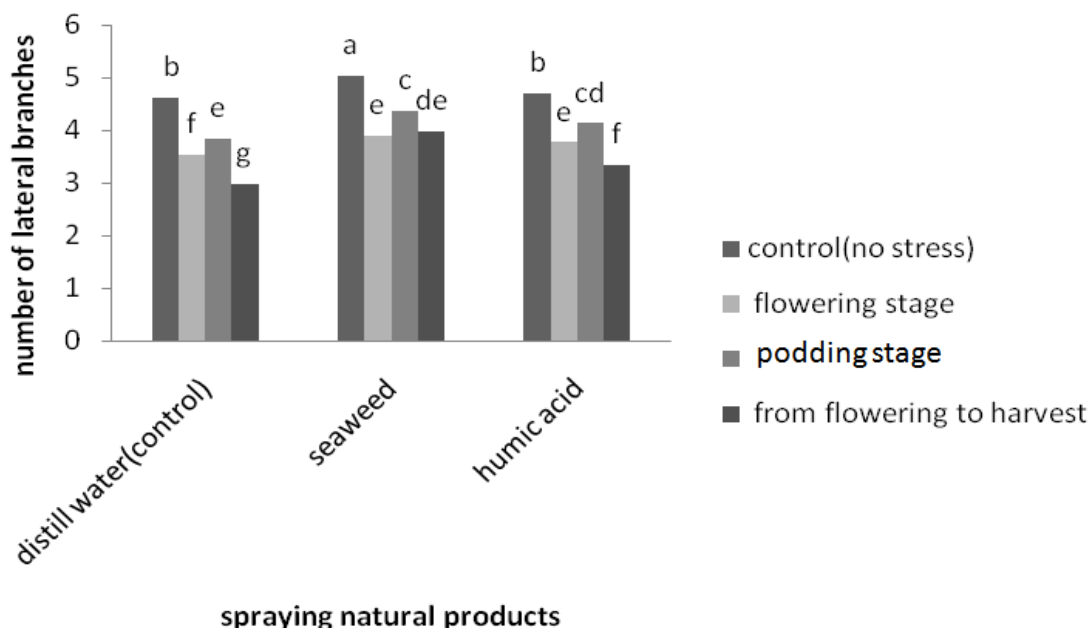 number of lateral branches
6
5
4
3
2
1
0
b
f
e
g
a
e
c
de
b
e
cd
f
distill water(control)
seaweed
humic acid
spraying natural products
control(no stress)
flowering stage
podding stage
from flowering to harvest